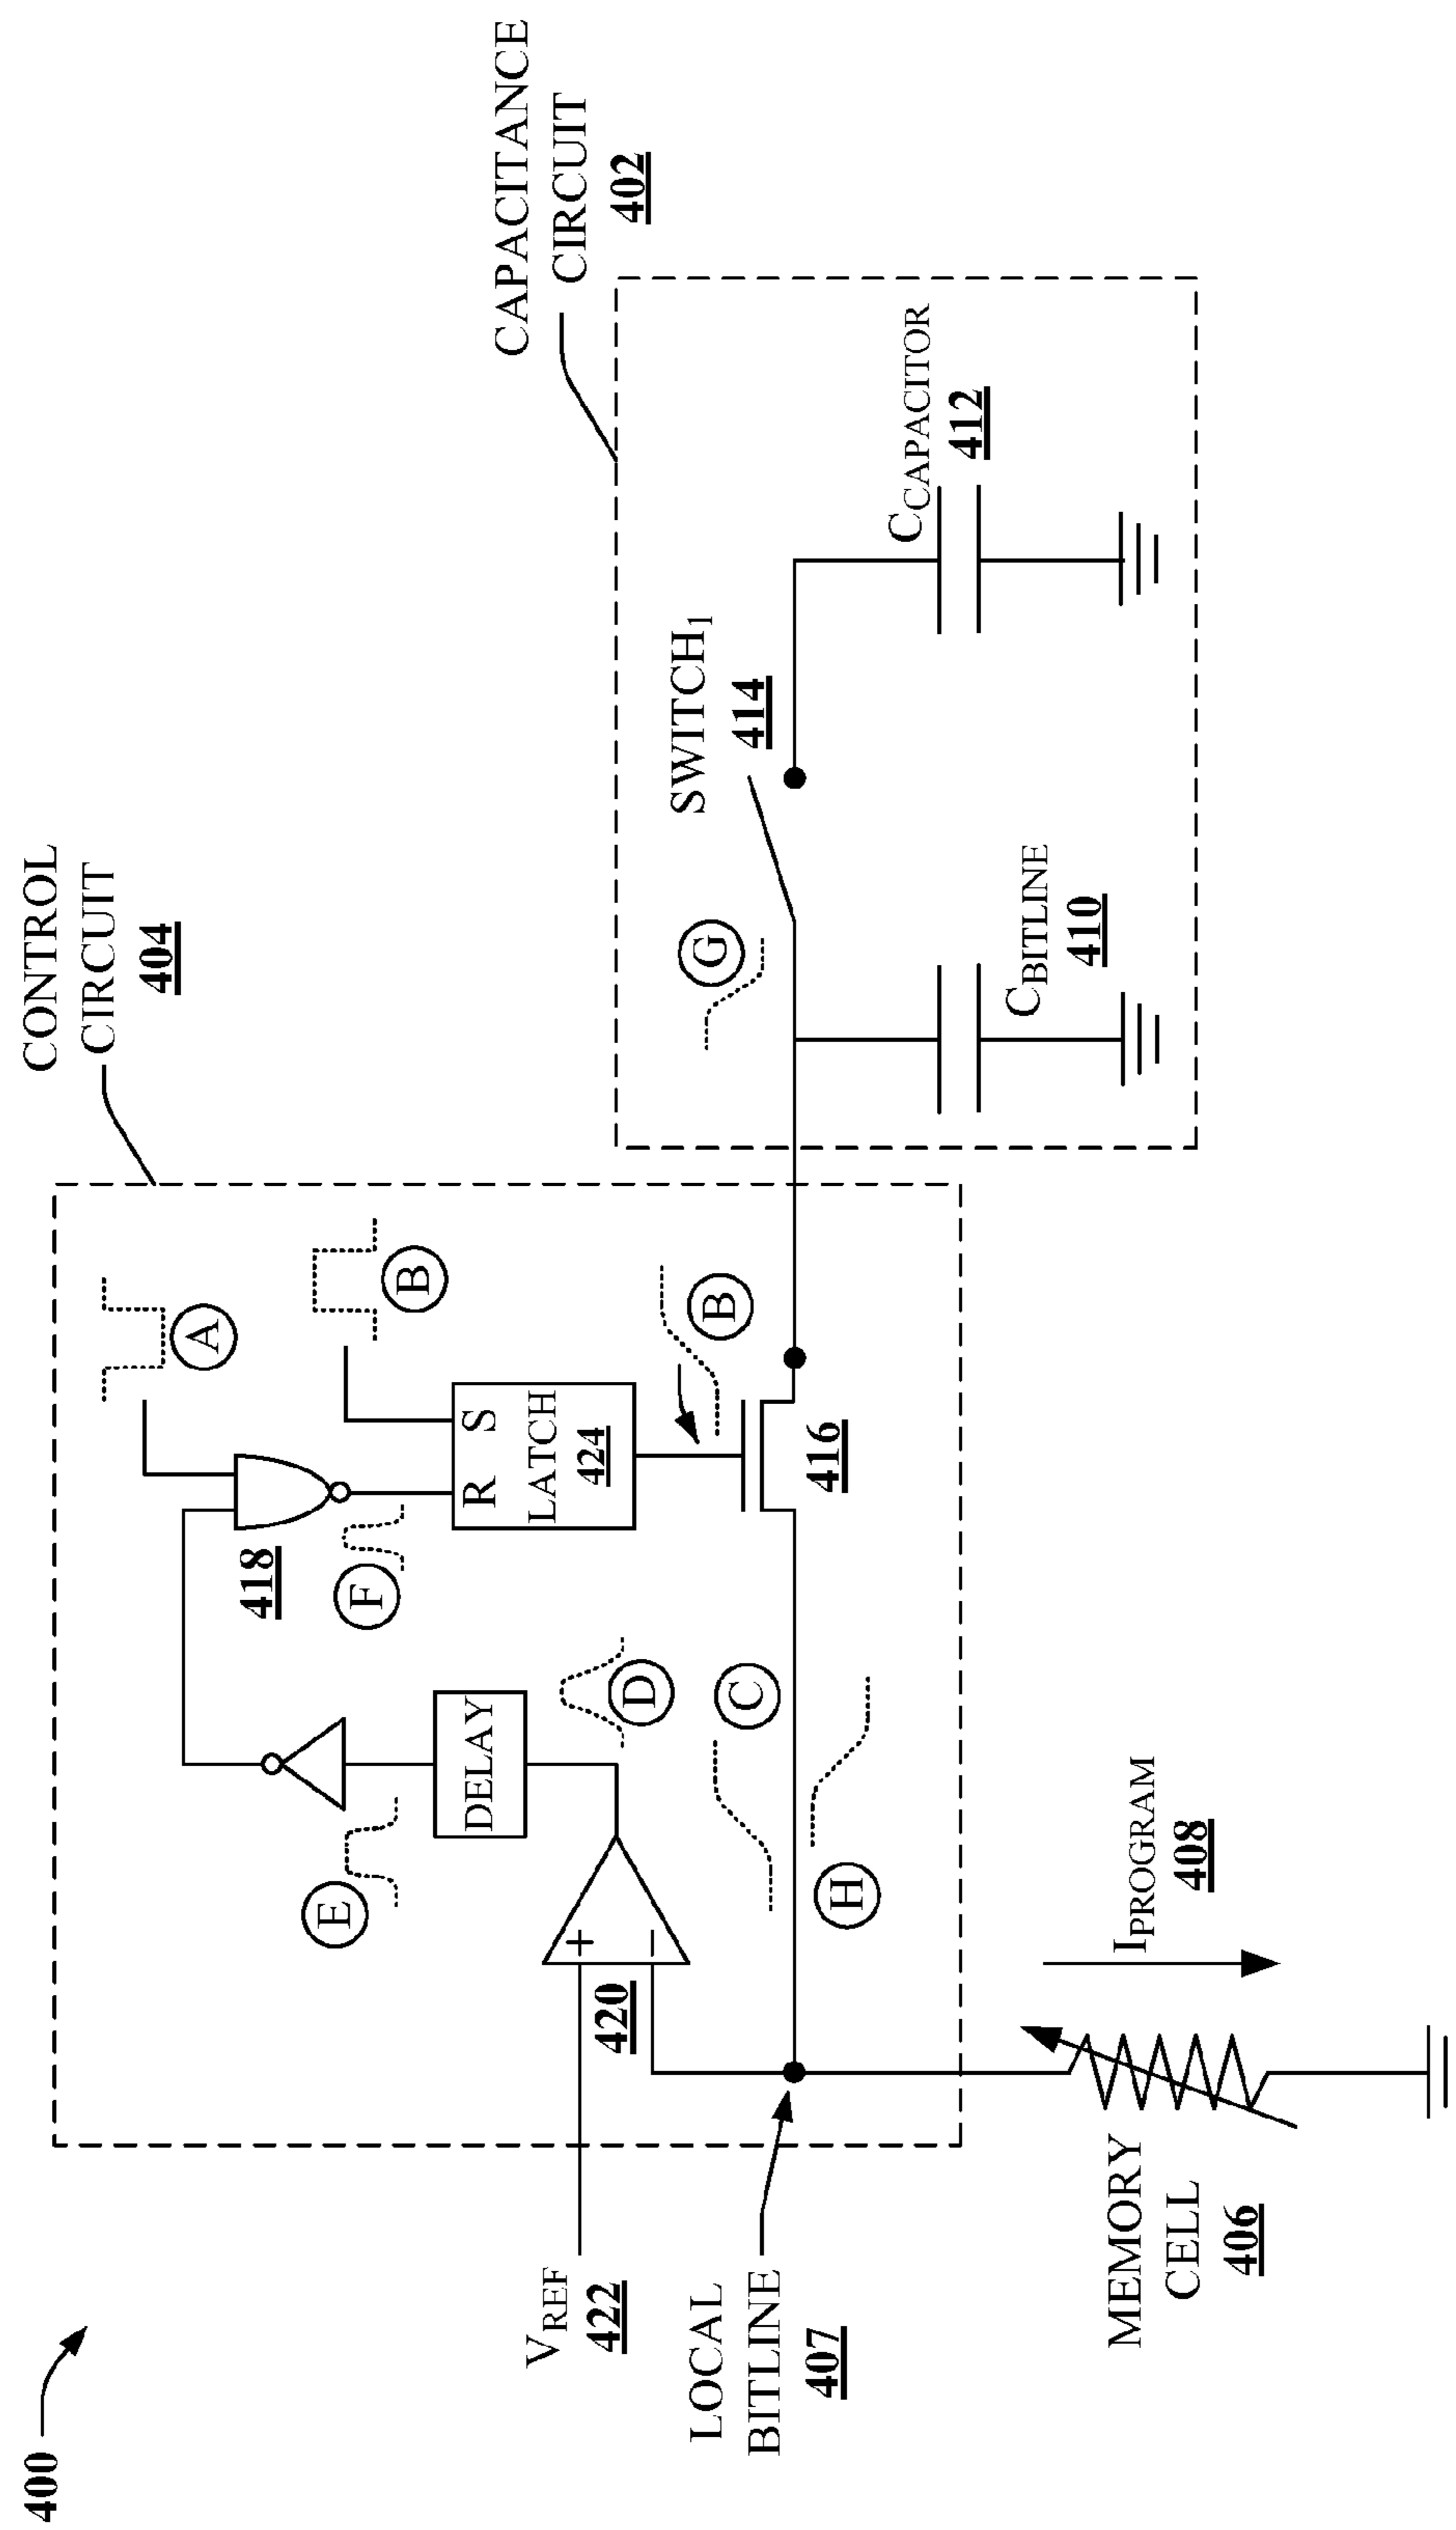 400
CONTROL
CIRCUIT
404
CAPACITANCE
CIRCUIT
402
A
B
418
F
R S
LATCH
424
E
DELAY
D
B
416
C
H
+
−
420
VREF
422
LOCAL
BITLINE
407
MEMORY
CELL
406
IPROGRAM
408
G
SWITCH1
414
CBITLINE
410
CCAPACITOR
412